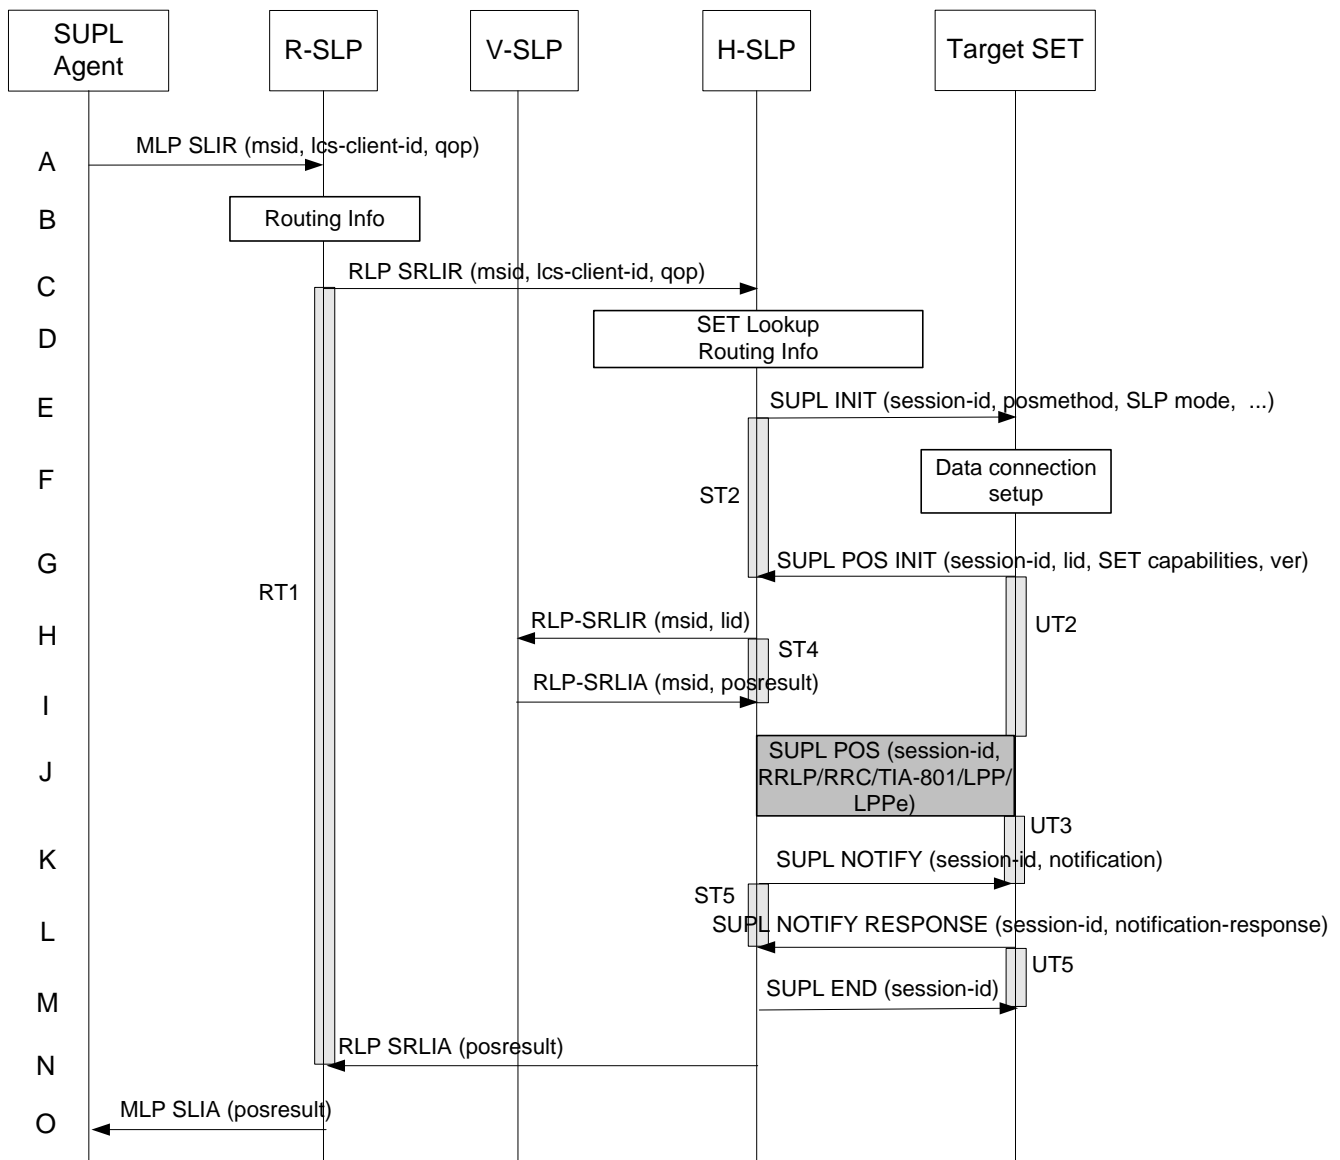 SUPL
Agent
R-SLP
V-SLP
H-SLP
Target SET
A
MLP SLIR (msid, lcs-client-id, qop)
B
Routing Info
C
RLP SRLIR (msid, lcs-client-id, qop)
D
SET Lookup
Routing Info
E
SUPL INIT (session-id, posmethod, SLP mode, ...)
F
Data connection
setup
ST2
G
SUPL POS INIT (session-id, lid, SET capabilities, ver)
RT1
H
RLP-SRLIR (msid, lid)
UT2
ST4
I
RLP-SRLIA (msid, posresult)
J
SUPL POS (session-id,
RRLP/RRC/TIA-801/LPP/
LPPe)
UT3
K
SUPL NOTIFY (session-id, notification)
ST5
L
SUPL NOTIFY RESPONSE (session-id, notification-response)
UT5
M
SUPL END (session-id)
N
RLP SRLIA (posresult)
O
MLP SLIA (posresult)